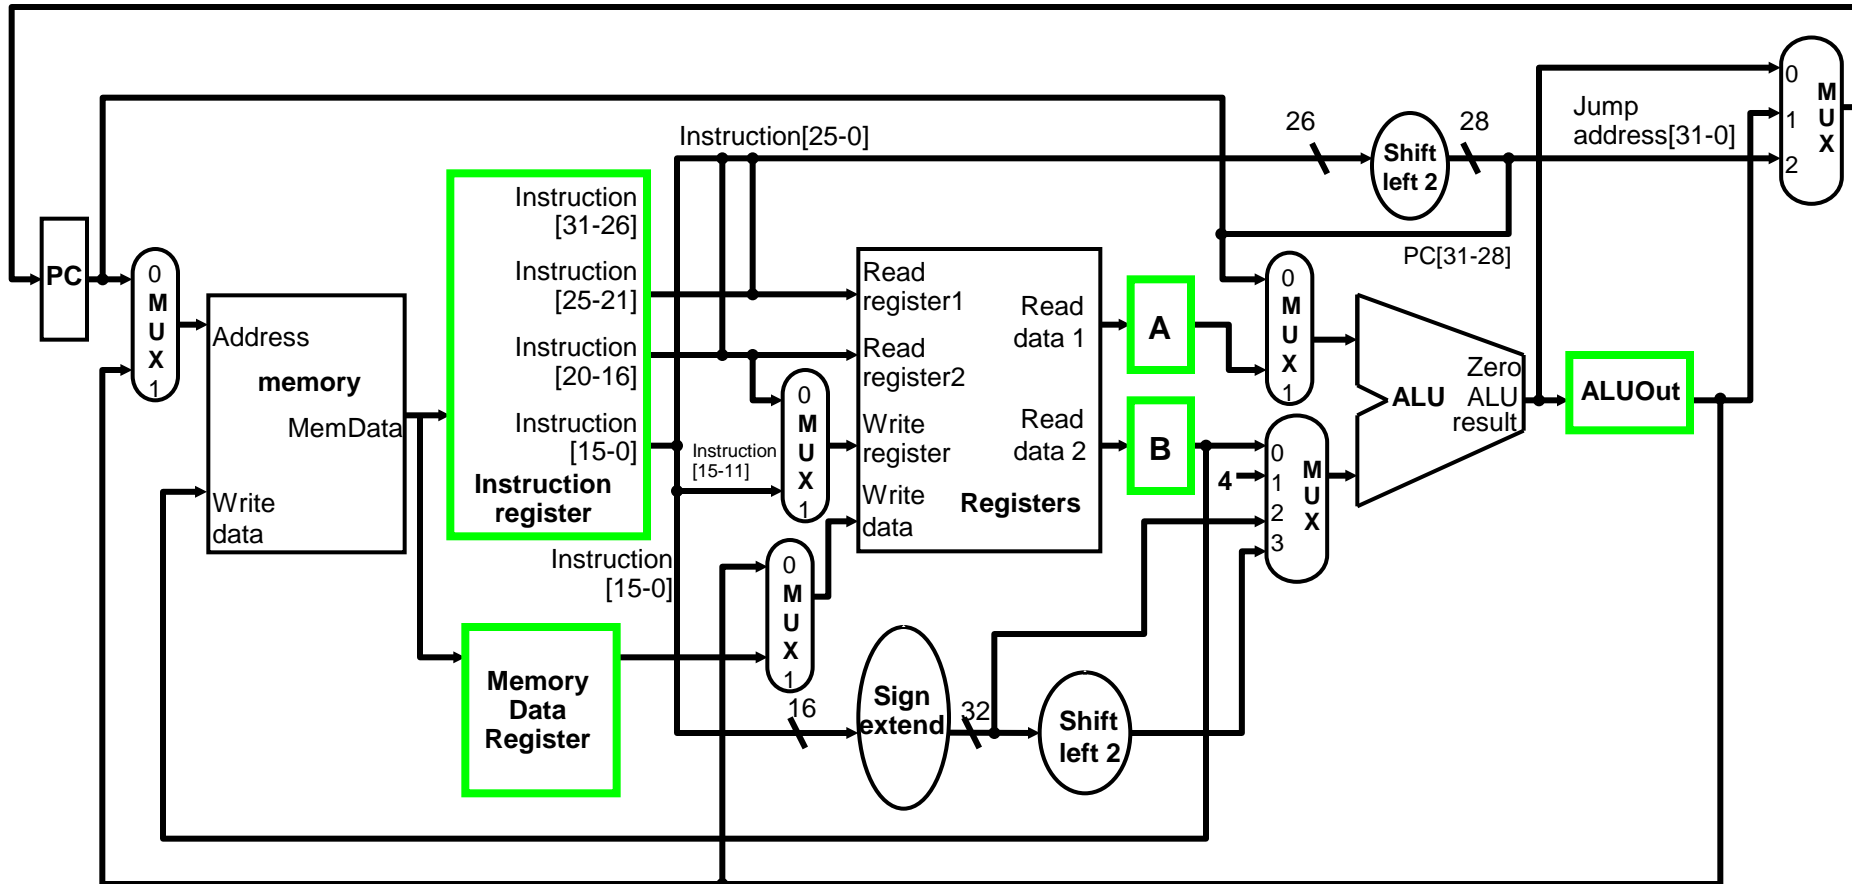 Instruction[25-0]
26
Shift
left 2
28
Jump
address[31-0]
0
1
2
M
U
X
PC[31-28]
PC
0
M
U
X
1
Address
memory
MemData
Write
data
Instruction
[31-26]
Instruction
[25-21]
Instruction
[20-16]
Instruction
[15-0]
Instruction
register
Instruction
[15-11]
Instruction
[15-0]
0
M
U
X
1
Read
register1
Read
register2
Write
register
Write
data
Read
data 1
Read
data 2
Registers
A
B
4
0
M
U
X
1
0
1
2
3
M
U
X
Zero
ALU
ALU
result
ALUOut
Memory
Data
Register
0
M
U
X
1
16
Sign
extend
32
Shift
left 2